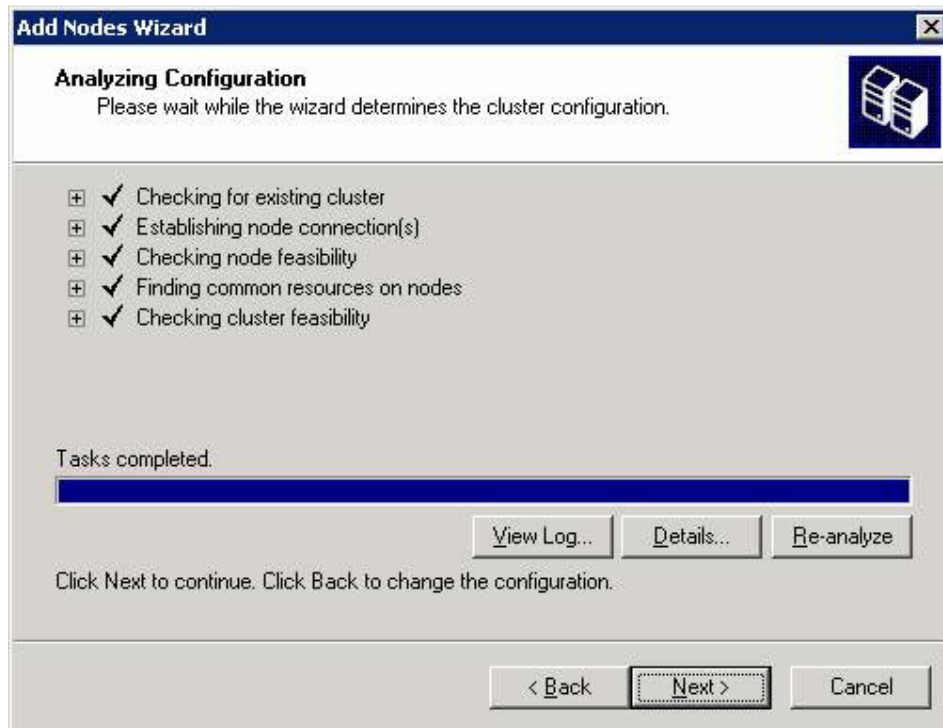 Add Nodes Wizard
Analyzing Configuration
Please wait while the wizard determines the cluster configuration.
Checking for existing cluster
Establishing node connection(s)
Checking node feasibility
Finding common resources on nodes
Checking cluster feasibility
Tasks completed.
View Log... Details... Re-analyze
Click Next to continue. Click Back to change the configuration.
< Back Next > Cancel